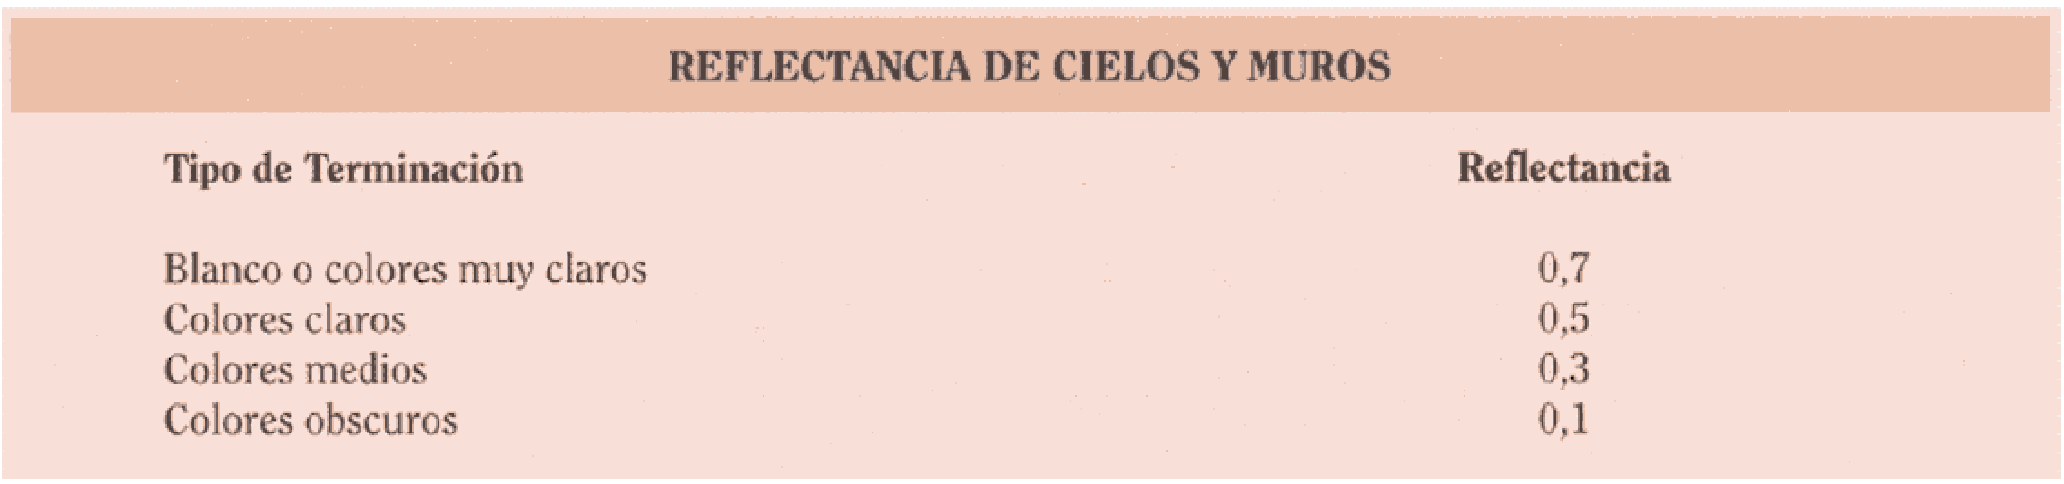 REFLECTANCIA DE CIELOS Y MUROS
Tipo de Terminación Reflectancia
Blanco o colores muy claros 0,7
Colores claros 0,5
Colores medios 0,3
Colores obscuros 0,1